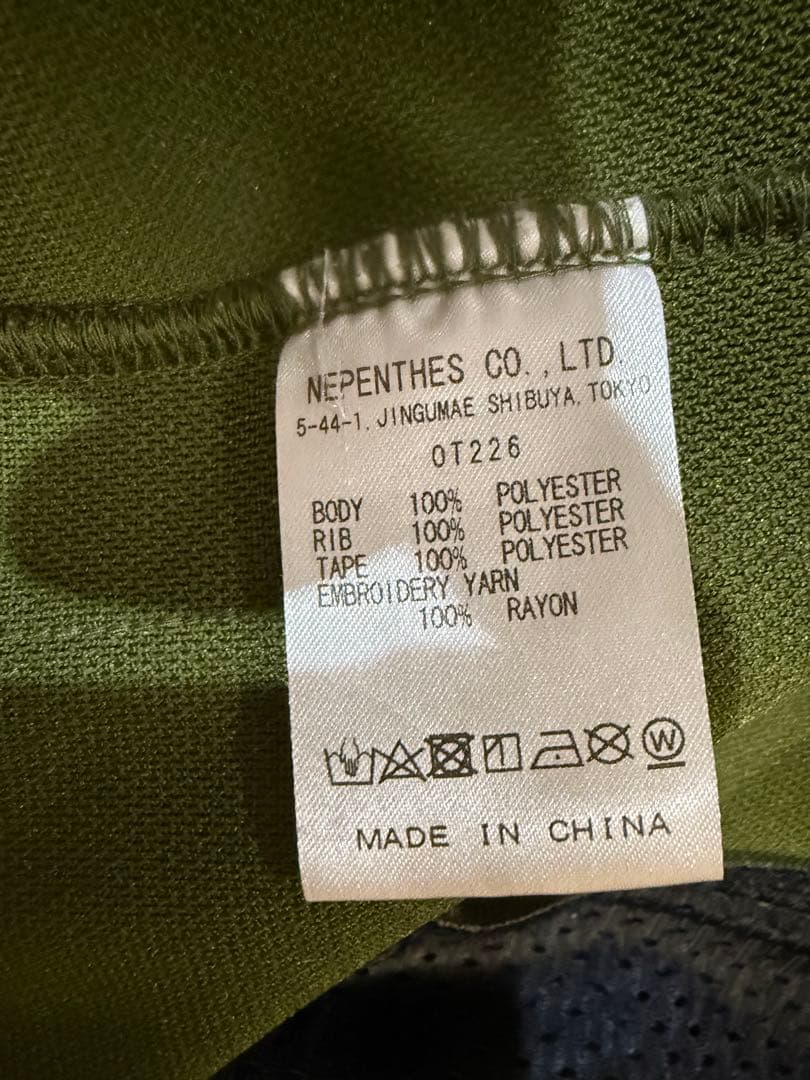 NEPENTHES CO., LTD.
5-44-1, JINGUMAE SHIBUYA, TOKYO
OT226
BODY 100% POLYESTER
RIB 100% POLYESTER
TAPE 100% POLYESTER
EMBROIDERY YARN
100% RAYON
W
MADE IN CHINA